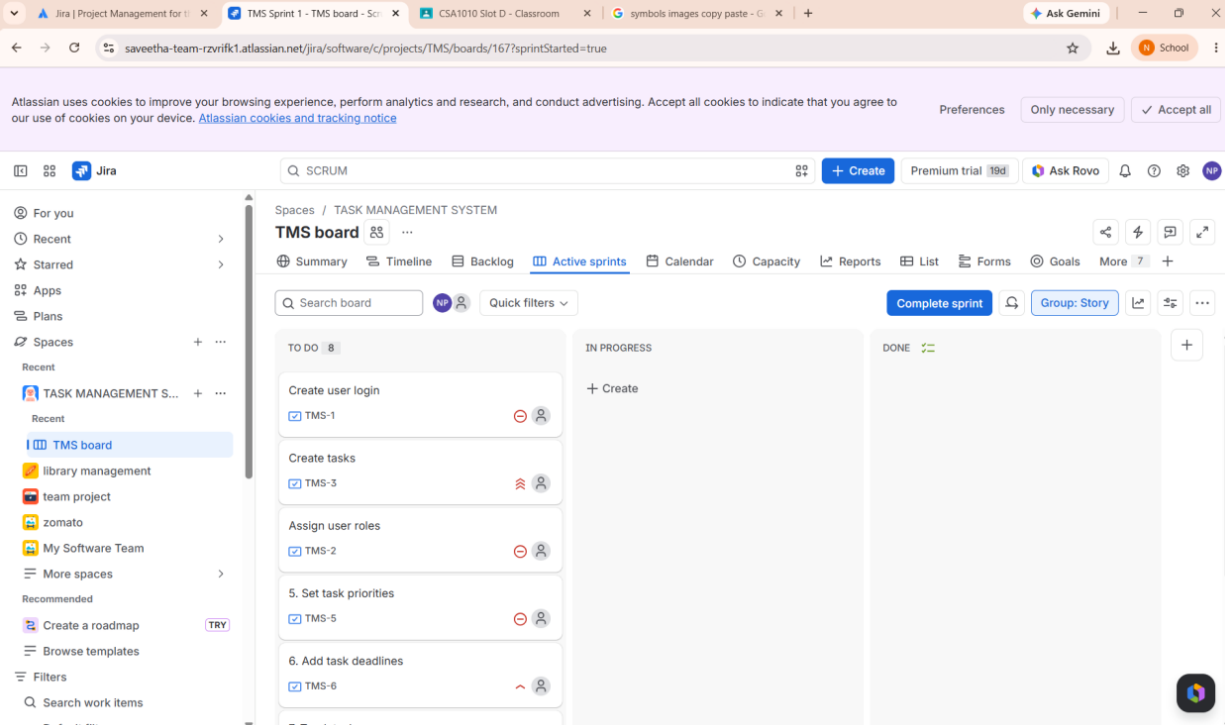 Jira | Project Management for th
TMS Sprint 1 - TMS board - Scr
CSA1010 Slot D - Classroom
symbols images copy paste - G
Ask Gemini
saveetha-team-rzvrifk1.atlassian.net/jira/software/c/projects/TMS/boards/167?sprintStarted=true
N School
Atlassian uses cookies to improve your browsing experience, perform analytics and research, and conduct advertising. Accept all cookies to indicate that you agree to
our use of cookies on your device. Atlassian cookies and tracking notice
Preferences
Only necessary
Accept all
Jira
SCRUM
+ Create
Premium trial 19d
Ask Rovo
NP
For you
Recent
Starred
Apps
Plans
Spaces
Recent
TASK MANAGEMENT S...
Recent
TMS board
library management
team project
zomato
My Software Team
More spaces
Recommended
Create a roadmap TRY
Browse templates
Filters
Search work items
Spaces / TASK MANAGEMENT SYSTEM
TMS board
Summary
Timeline
Backlog
Active sprints
Calendar
Capacity
Reports
List
Forms
Goals
More 7
Search board
NP
Quick filters
Complete sprint
Group: Story
TO DO 8
Create user login
TMS-1
Create tasks
TMS-3
Assign user roles
TMS-2
5. Set task priorities
TMS-5
6. Add task deadlines
TMS-6
IN PROGRESS
+ Create
DONE